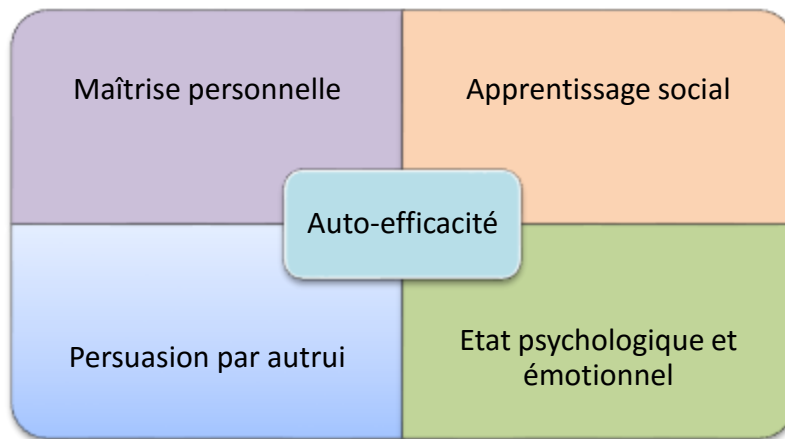 Maîtrise personnelle
Apprentissage social
Auto-efficacité
Persuasion par autrui
Etat psychologique et
émotionnel